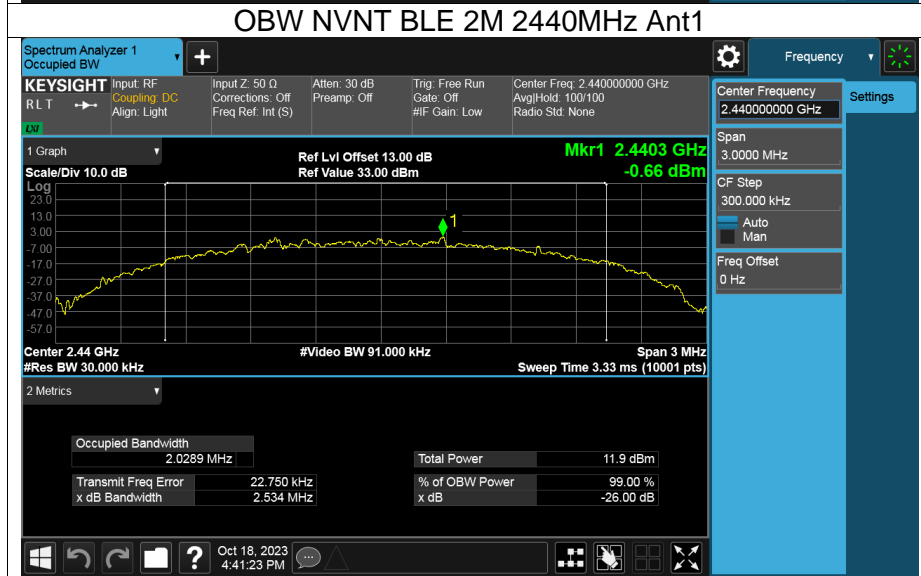 OBW NVNT BLE 2M 2440MHz Ant1
Spectrum Analyzer 1
Occupied BW
+
Frequency
KEYSIGHT
R L T
LXI
Input: RF
Coupling: DC
Align: Light
Input Z: 50 Ω
Corrections: Off
Freq Ref: Int (S)
Atten: 30 dB
Preamp: Off
Trig: Free Run
Gate: Off
#IF Gain: Low
Center Freq: 2.440000000 GHz
Avg|Hold: 100/100
Radio Std: None
Center Frequency
2.440000000 GHz
Settings
Span
3.0000 MHz
CF Step
300.000 kHz
Auto
Man
Freq Offset
0 Hz
1 Graph
Scale/Div 10.0 dB
Ref Lvl Offset 13.00 dB
Ref Value 33.00 dBm
Mkr1 2.4403 GHz
-0.66 dBm
Log
23.0
13.0
3.00
-7.00
-17.0
-27.0
-37.0
-47.0
-57.0
1
Center 2.44 GHz
#Video BW 91.000 kHz
Span 3 MHz
#Res BW 30.000 kHz
Sweep Time 3.33 ms (10001 pts)
2 Metrics
Occupied Bandwidth
2.0289 MHz
Total Power 11.9 dBm
Transmit Freq Error 22.750 kHz
% of OBW Power 99.00 %
x dB Bandwidth 2.534 MHz
x dB -26.00 dB
?
Oct 18, 2023
4:41:23 PM